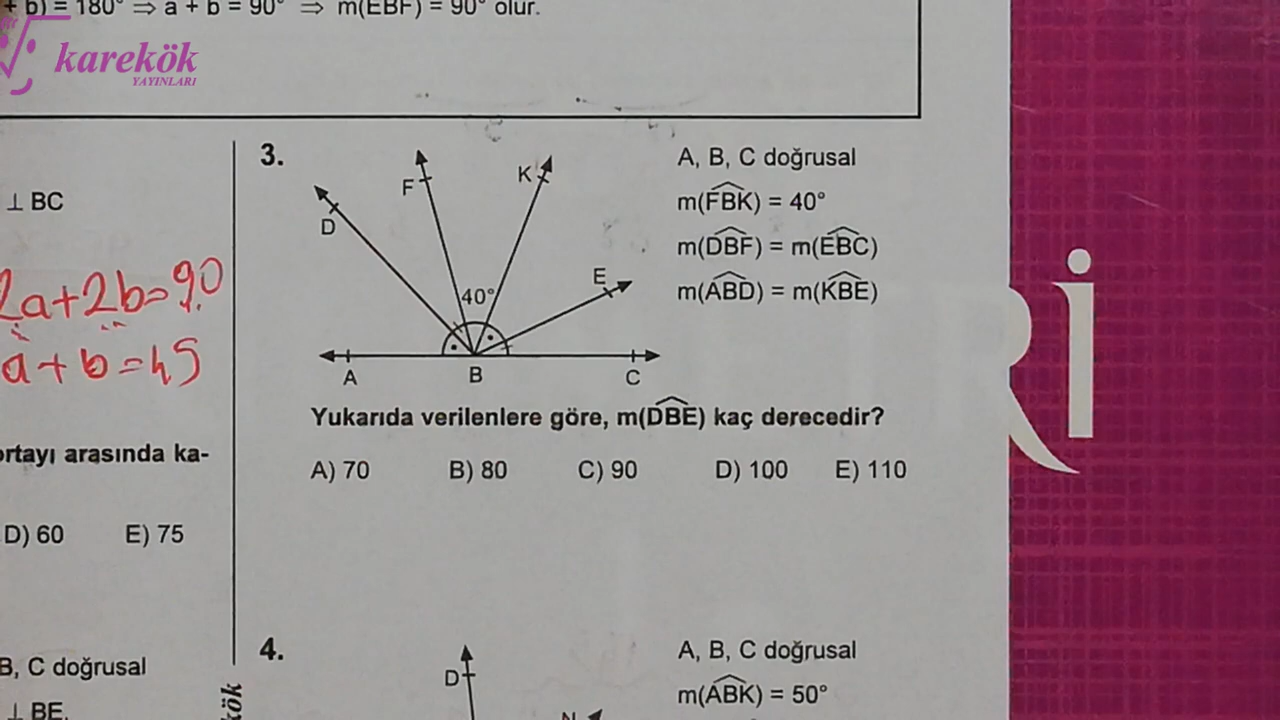 + b) = 180° ⇒ a + b = 90° ⇒ m(EBF) = 90° olur.
karekök
YAYINLARI
⊥ BC
2a+2b=90
a+b=45
ortayı arasında ka-
D) 60 E) 75
B, C doğrusal
⊥ BE,
kök
3.
D
F
K
E
40°
A
B
C
A, B, C doğrusal
m(FBK) = 40°
m(DBF) = m(EBC)
m(ABD) = m(KBE)
Yukarıda verilenlere göre, m(DBE) kaç derecedir?
A) 70 B) 80 C) 90 D) 100 E) 110
4.
D
N
A, B, C doğrusal
m(ABK) = 50°
Rİ